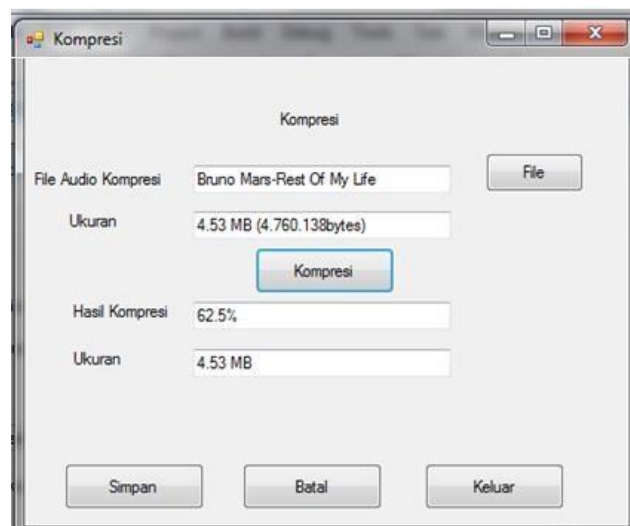 Kompresi
Kompresi
File Audio Kompresi Bruno Mars-Rest Of My Life File
Ukuran 4.53 MB (4.760.138bytes)
Kompresi
Hasil Kompresi 62.5%
Ukuran 4.53 MB
Simpan Batal Keluar